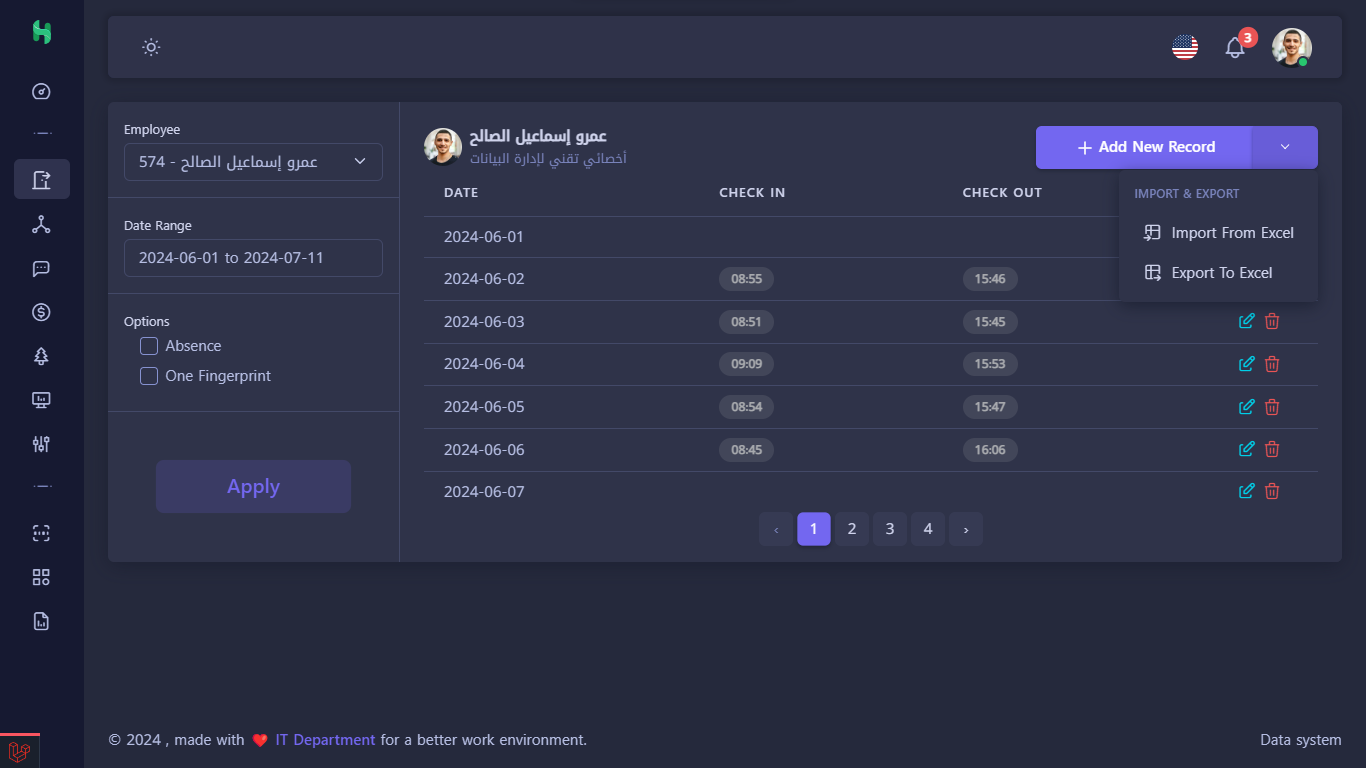 3
Employee
574 - عمرو إسماعيل الصالح
Date Range
2024-06-01 to 2024-07-11
Options
Absence
One Fingerprint
Apply
عمرو إسماعيل الصالح
أخصائي تقني لإدارة البيانات
Add New Record
IMPORT & EXPORT
Import From Excel
Export To Excel
DATE CHECK IN CHECK OUT
2024-06-01
2024-06-02 08:55 15:46
2024-06-03 08:51 15:45
2024-06-04 09:09 15:53
2024-06-05 08:54 15:47
2024-06-06 08:45 16:06
2024-06-07
‹ 1 2 3 4 ›
© 2024 , made with ❤️ IT Department for a better work environment.
Data system